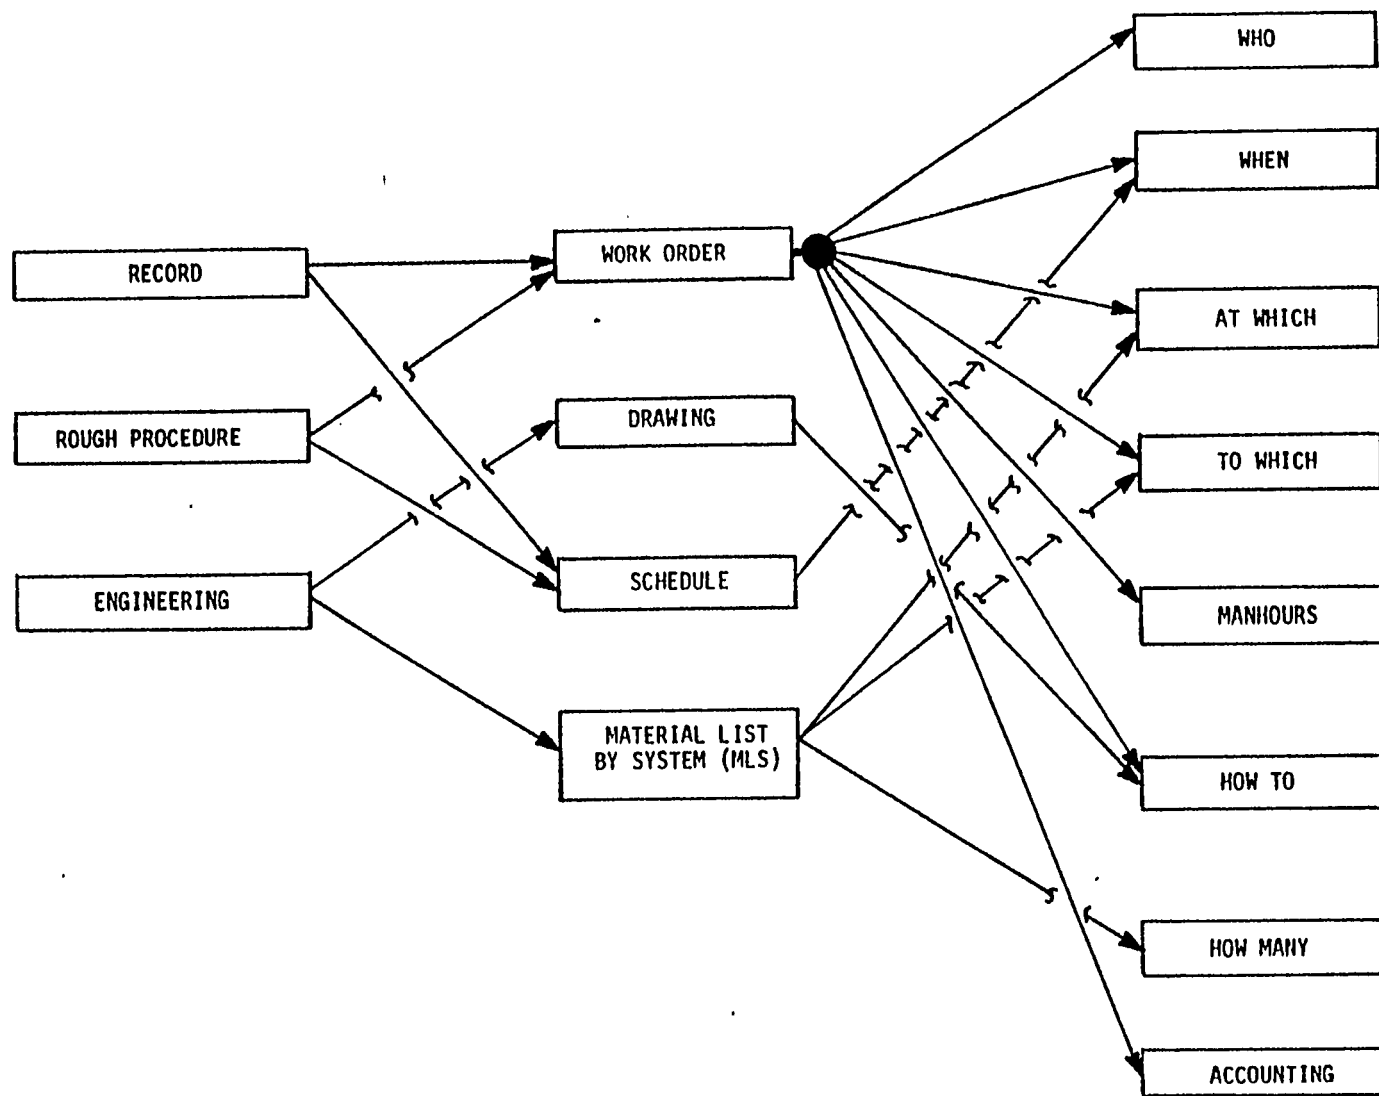 WHO
WHEN
WORK ORDER
RECORD
AT WHICH
DRAWING
ROUGH PROCEDURE
TO WHICH
SCHEDULE
ENGINEERING
MANHOURS
MATERIAL LIST
BY SYSTEM (MLS)
HOW TO
HOW MANY
ACCOUNTING